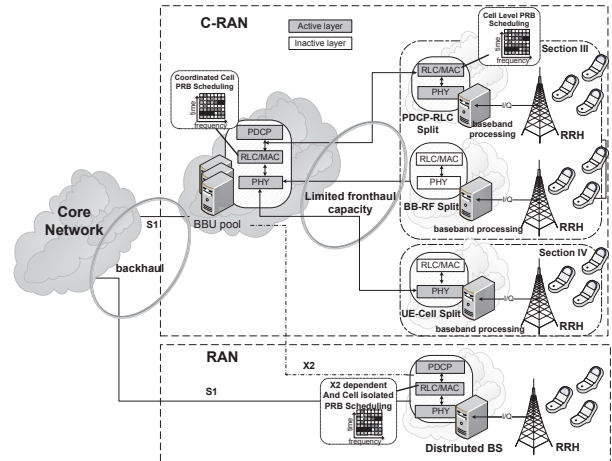 C-RAN
Active layer
Inactive layer
Cell Level PRB
Scheduling
time
frequency
Section III
RLC/MAC
PHY
PDCP-RLC
Split
I/Q
baseband
processing
RRH
Coordinated Cell
PRB Scheduling
time
frequency
PDCP
RLC/MAC
PHY
BBU pool
Limited fronthaul
capacity
RLC/MAC
PHY
BB-RF Split
I/Q
baseband processing
RRH
Core
Network
S1
backhaul
Section IV
RLC/MAC
PHY
UE-Cell Split
I/Q
baseband processing
RRH
RAN
X2
S1
X2 dependent
And Cell isolated
PRB Scheduling
time
frequency
PDCP
RLC/MAC
PHY
Distributed BS
I/Q
RRH